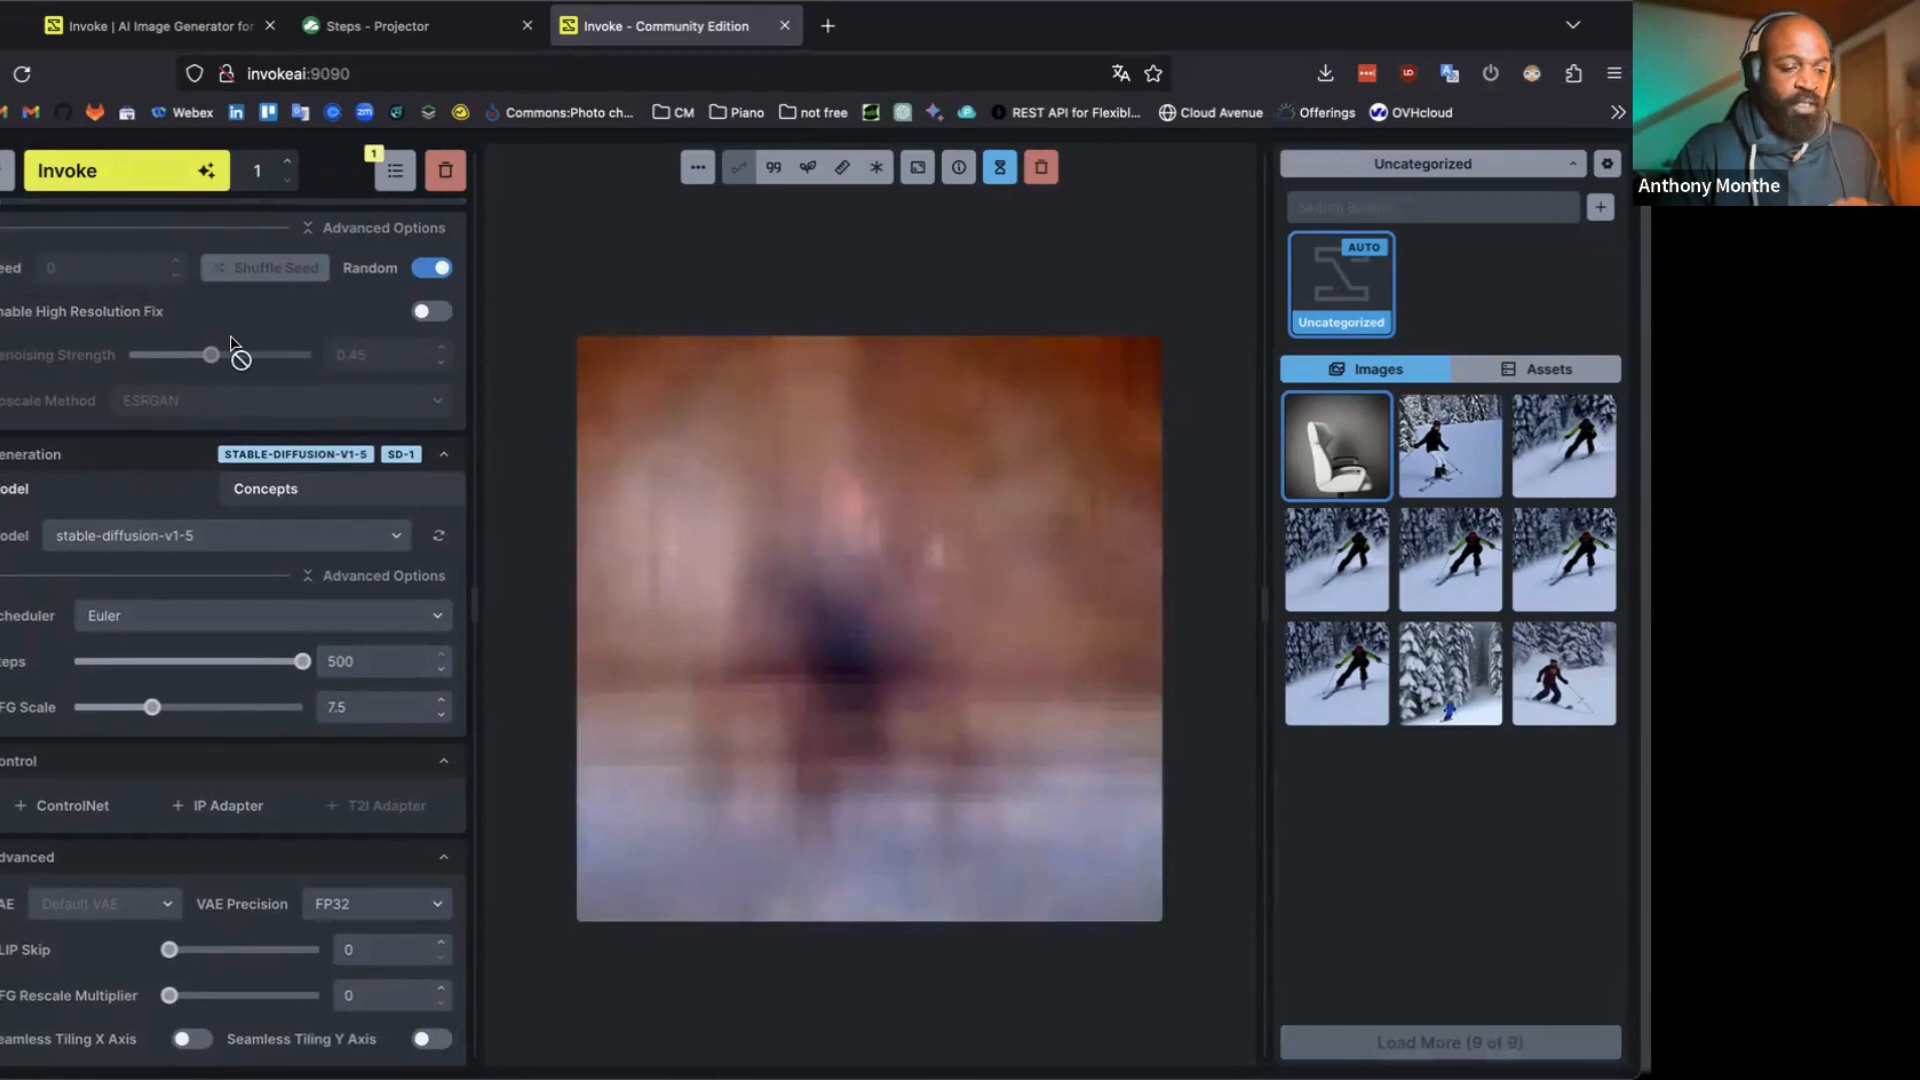 Invoke | AI Image Generator for
Steps - Projector
Invoke - Community Edition
invokeai:9090
Webex
Commons:Photo ch...
CM
Piano
not free
REST API for Flexibl...
Cloud Avenue
Offerings
OVHcloud
Anthony Monthe
Invoke
1
1
Advanced Options
eed
0
Shuffle Seed
Random
nable High Resolution Fix
enoising Strength
0.45
pscale Method
ESRGAN
eneration
STABLE-DIFFUSION-V1-5
SD-1
odel
Concepts
odel
stable-diffusion-v1-5
Advanced Options
cheduler
Euler
teps
500
FG Scale
7.5
ontrol
ControlNet
IP Adapter
T2I Adapter
dvanced
AE
Default VAE
VAE Precision
FP32
LIP Skip
0
FG Rescale Multiplier
0
eamless Tiling X Axis
Seamless Tiling Y Axis
Uncategorized
AUTO
Uncategorized
Images
Assets
Load More (9 of 9)